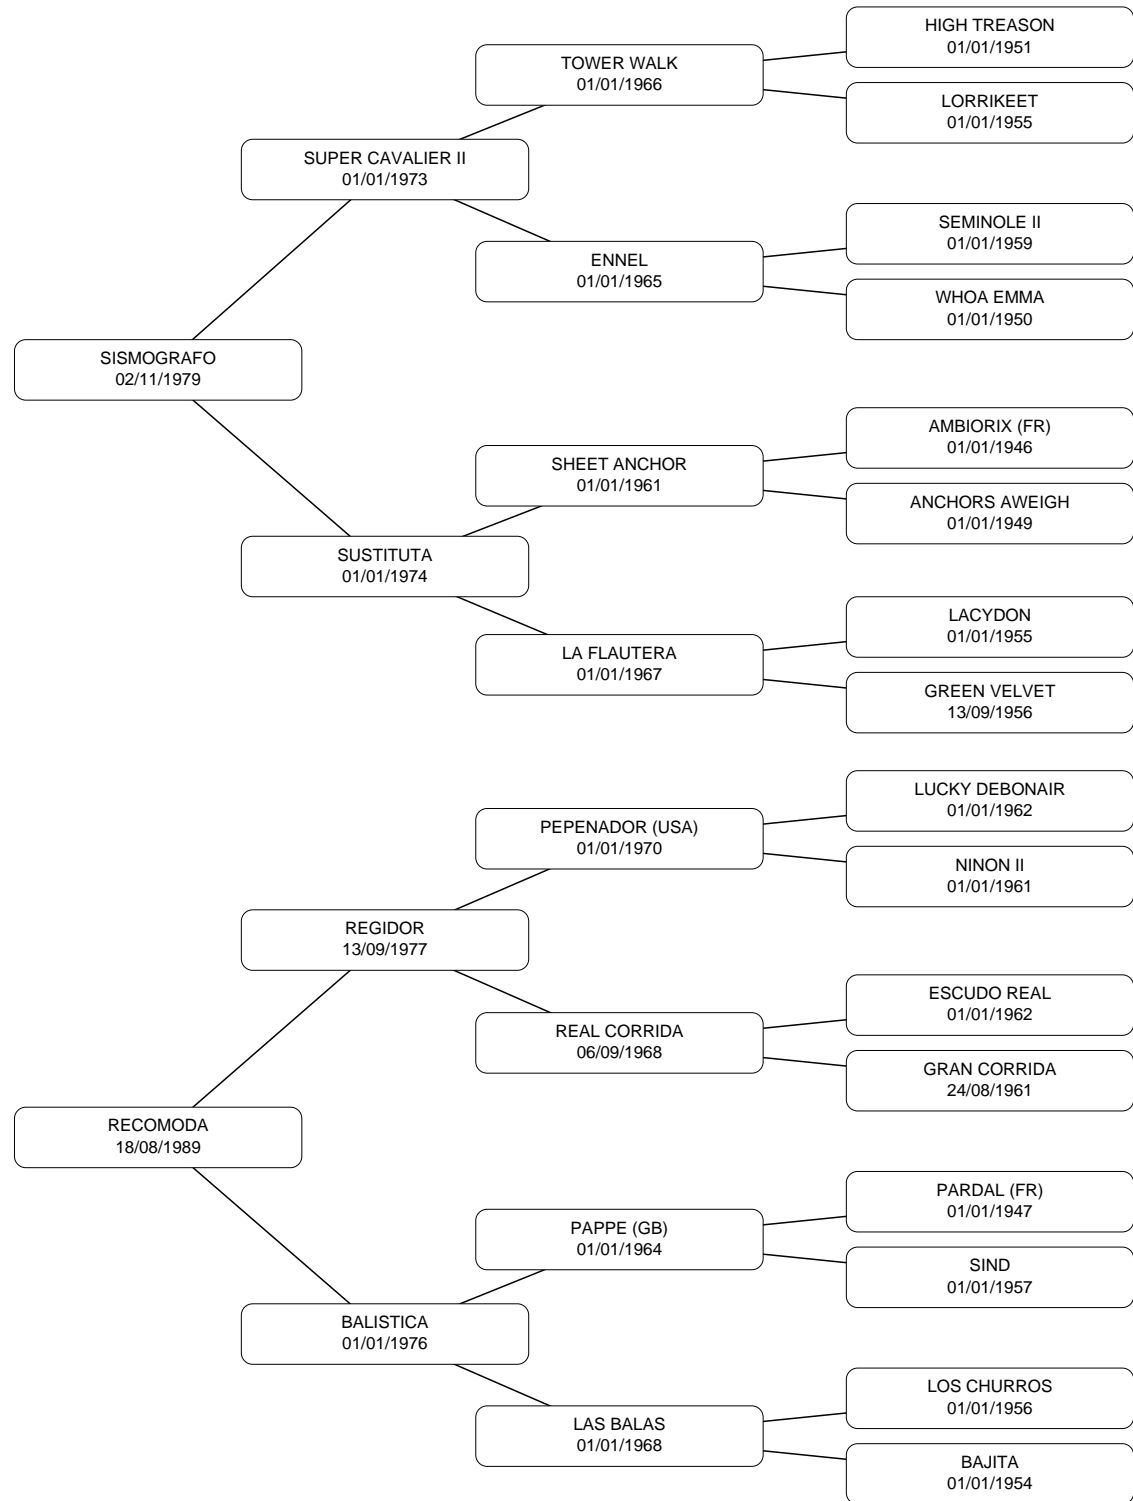 HIGH TREASON
01/01/1951
TOWER WALK
01/01/1966
LORRIKEET
01/01/1955
SUPER CAVALIER II
01/01/1973
SEMINOLE II
01/01/1959
ENNEL
01/01/1965
WHOA EMMA
01/01/1950
SISMOGRAFO
02/11/1979
AMBIORIX (FR)
01/01/1946
SHEET ANCHOR
01/01/1961
ANCHORS AWEIGH
01/01/1949
SUSTITUTA
01/01/1974
LACYDON
01/01/1955
LA FLAUTERA
01/01/1967
GREEN VELVET
13/09/1956
LUCKY DEBONAIR
01/01/1962
PEPENADOR (USA)
01/01/1970
NINON II
01/01/1961
REGIDOR
13/09/1977
ESCUDO REAL
01/01/1962
REAL CORRIDA
06/09/1968
GRAN CORRIDA
24/08/1961
RECOMODA
18/08/1989
PARDAL (FR)
01/01/1947
PAPPE (GB)
01/01/1964
SIND
01/01/1957
BALISTICA
01/01/1976
LOS CHURROS
01/01/1956
LAS BALAS
01/01/1968
BAJITA
01/01/1954